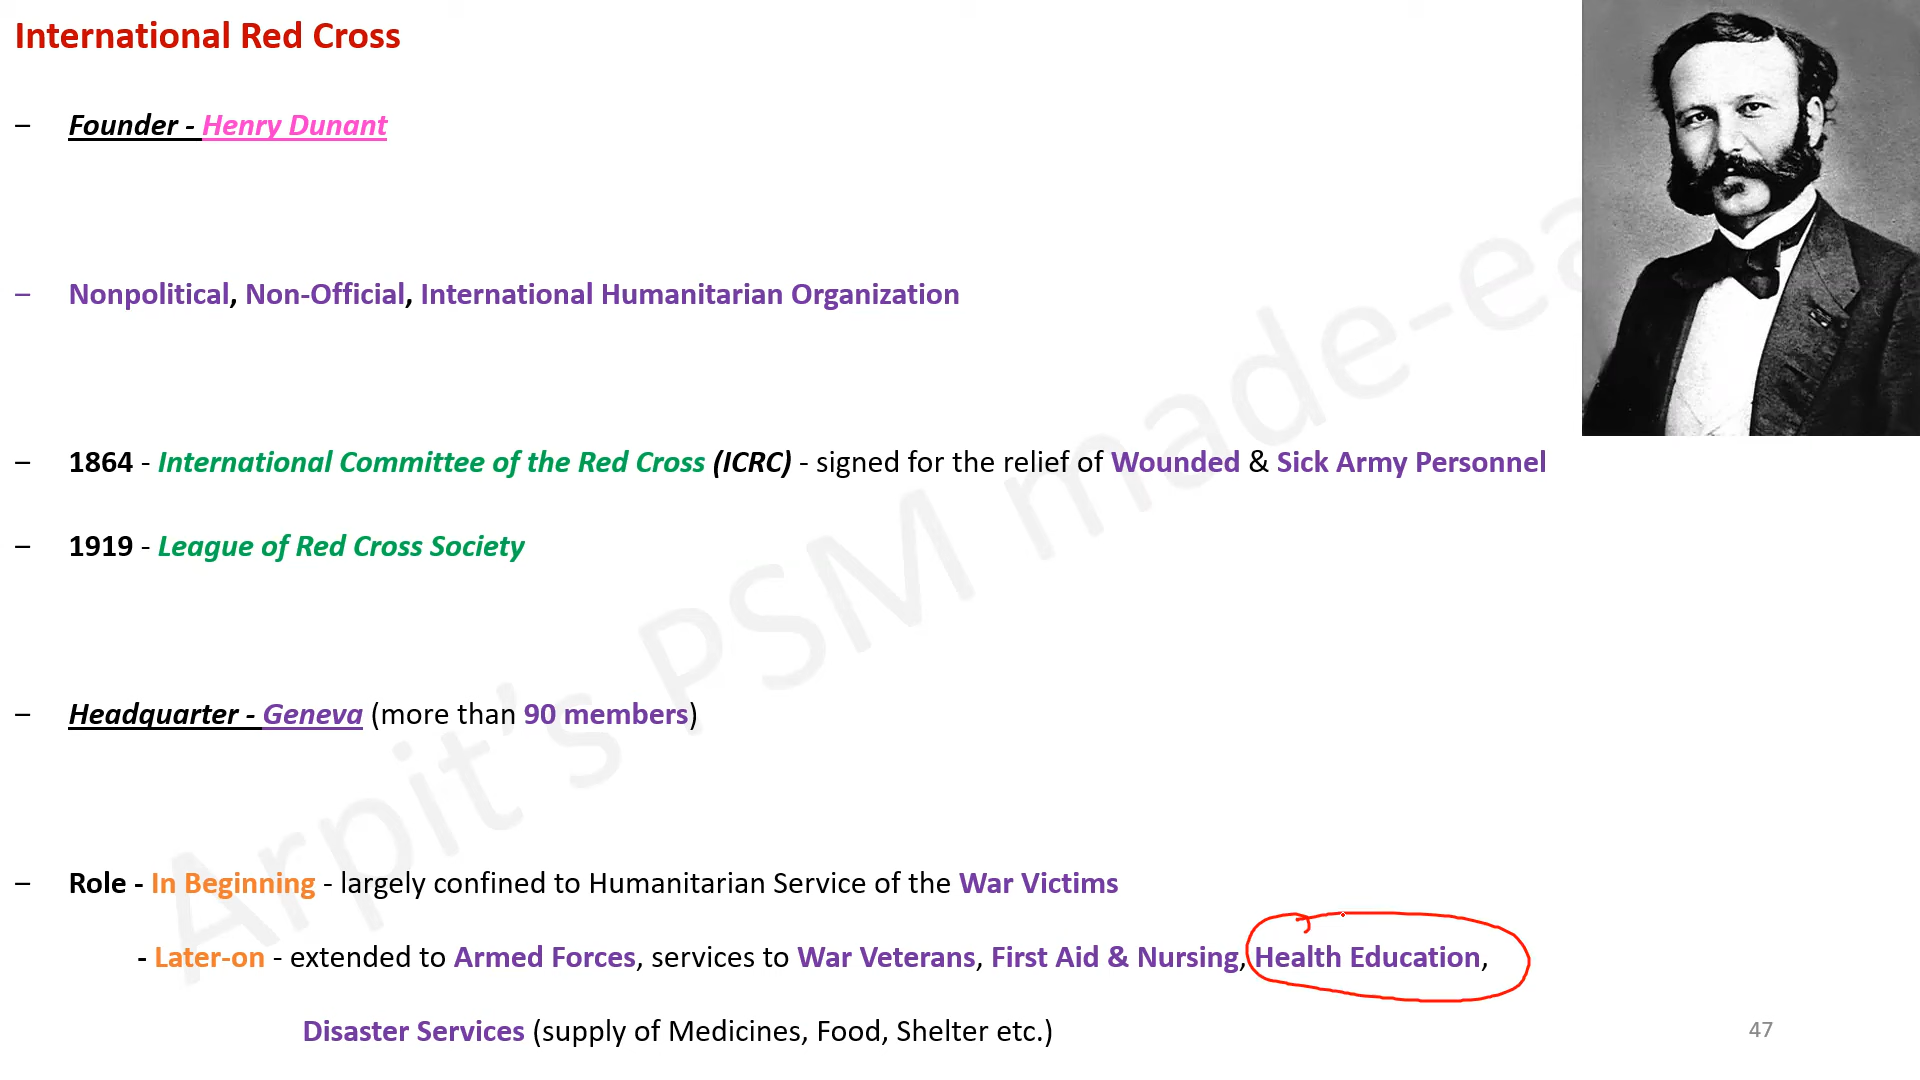 International Red Cross
– Founder - Henry Dunant
– Nonpolitical, Non-Official, International Humanitarian Organization
– 1864 - International Committee of the Red Cross (ICRC) - signed for the relief of Wounded & Sick Army Personnel
– 1919 - League of Red Cross Society
– Headquarter - Geneva (more than 90 members)
– Role - In Beginning - largely confined to Humanitarian Service of the War Victims
- Later-on - extended to Armed Forces, services to War Veterans, First Aid & Nursing, Health Education,
Disaster Services (supply of Medicines, Food, Shelter etc.)
47
Arpit's PSM made-ea